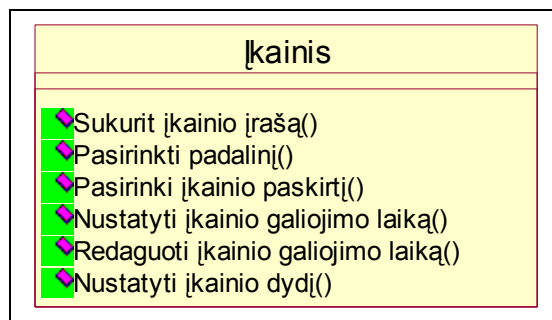 Įkainis
Sukurit įkainio įrašą()
Pasirinkti padalinį()
Pasirinki įkainio paskirtį()
Nustatyti įkainio galiojimo laiką()
Redaguoti įkainio galiojimo laiką()
Nustatyti įkainio dydį()